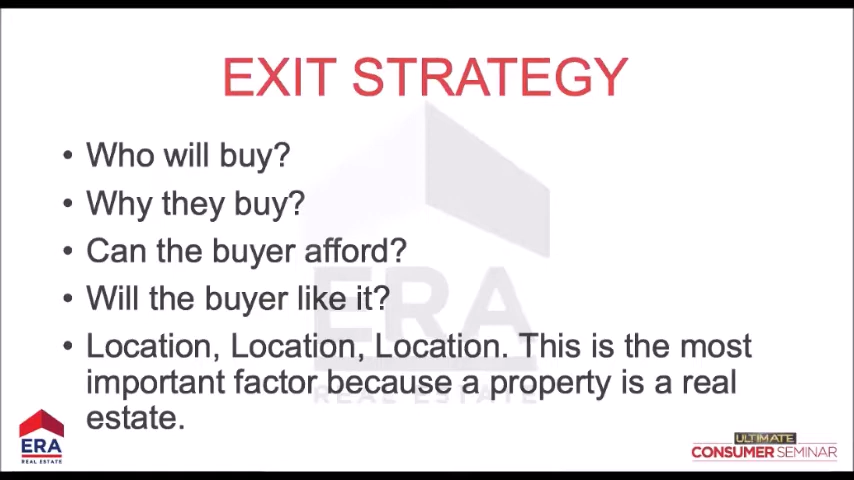 EXIT STRATEGY
• Who will buy?
• Why they buy?
• Can the buyer afford?
• Will the buyer like it?
• Location, Location, Location. This is the most
important factor because a property is a real
estate.
ERA
REAL ESTATE
ERA
REAL ESTATE
ULTIMATE
CONSUMER SEMINAR